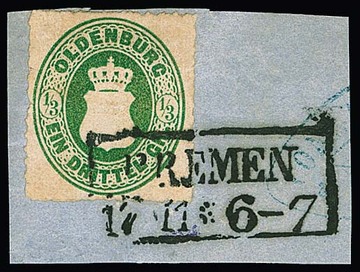 OLDENBURG
1/3 1/3
EIN DRITTEL
BREMEN
17 11 * 6-7